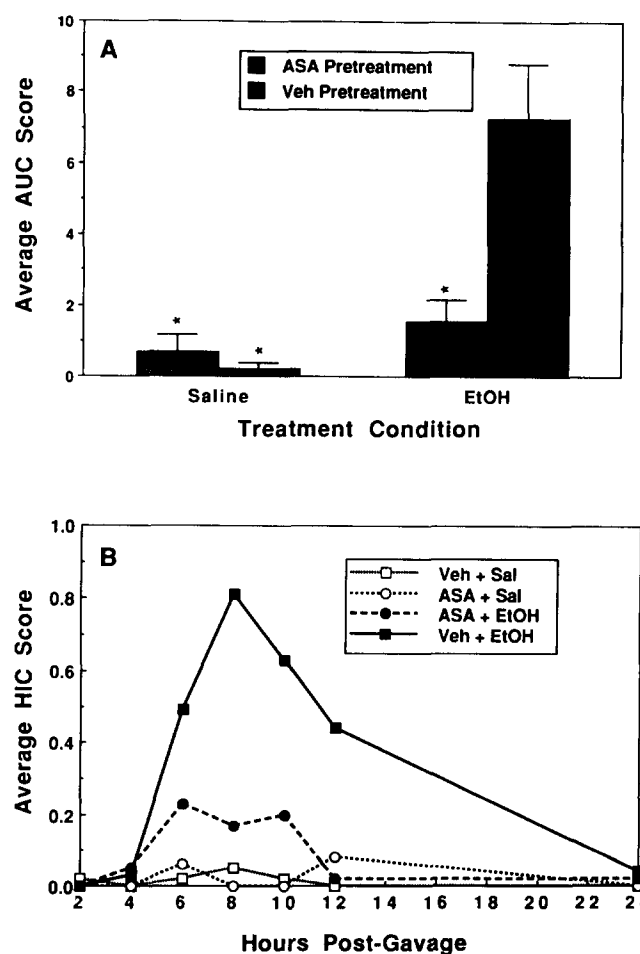 A
ASA Pretreatment
Veh Pretreatment
Average AUC Score
10
8
6
4
2
0
* * *
Saline EtOH
Treatment Condition
B
Veh + Sal
ASA + Sal
ASA + EtOH
Veh + EtOH
Average HIC Score
1.0
0.8
0.6
0.4
0.2
0.0
2 4 6 8 10 12 14 16 18 20 22
Hours Post-Gavage